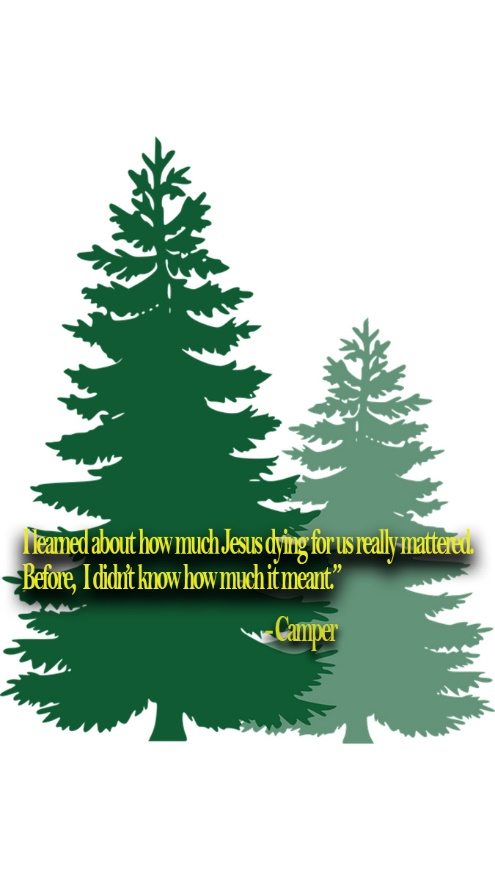 I learned about how much Jesus dying for us really mattered.
Before, I didn't know how much it meant.”
- Camper